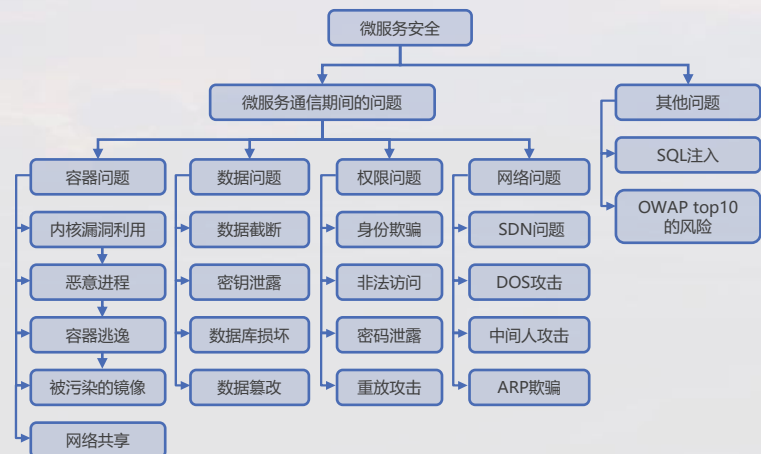 微服务安全
微服务通信期间的问题
其他问题
容器问题
数据问题
权限问题
网络问题
SQL注入
内核漏洞利用
数据截断
身份欺骗
SDN问题
OWAP top10
的风险
恶意进程
密钥泄露
非法访问
DOS攻击
容器逃逸
数据库损坏
密码泄露
中间人攻击
被污染的镜像
数据篡改
重放攻击
ARP欺骗
网络共享